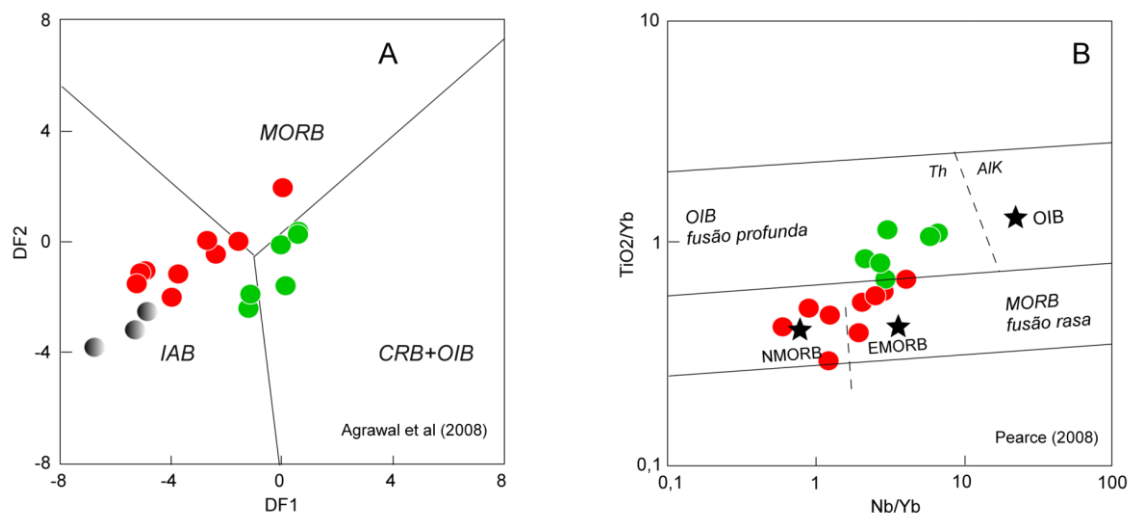 A
8
4
0
-4
-8
-8
-4
0
4
8
DF2
DF1
MORB
IAB
CRB+OIB
Agrawal et al (2008)
B
10
1
0,1
0,1
1
10
100
TiO2/Yb
Nb/Yb
Th
AlK
OIB
fusão profunda
OIB
MORB
fusão rasa
NMORB
EMORB
Pearce (2008)